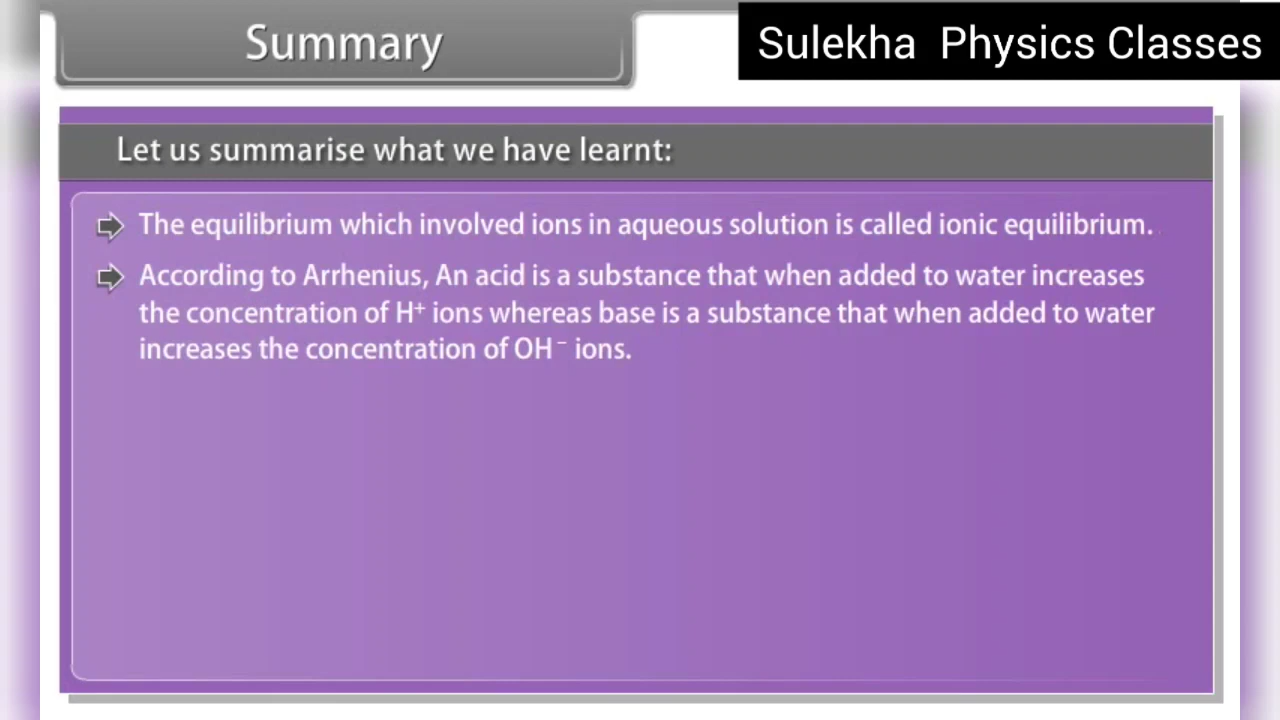 Summary
Sulekha Physics Classes
Let us summarise what we have learnt:
The equilibrium which involved ions in aqueous solution is called ionic equilibrium.
According to Arrhenius, An acid is a substance that when added to water increases
the concentration of H⁺ ions whereas base is a substance that when added to water
increases the concentration of OH⁻ ions.